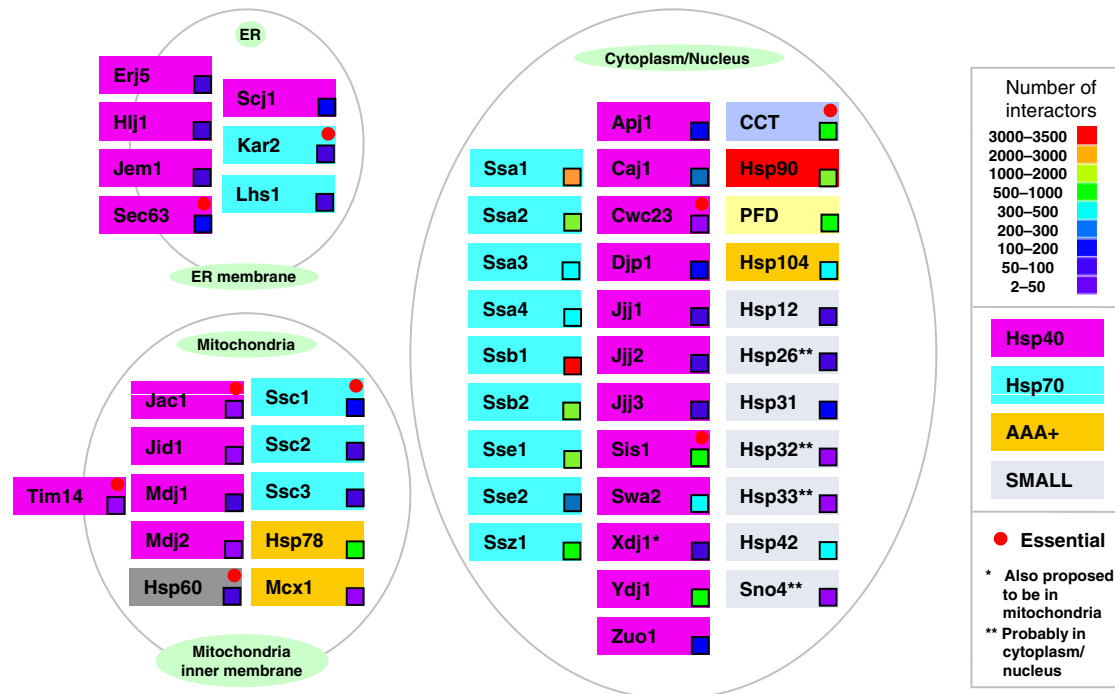 ER
Erj5
Hlj1
Jem1
Sec63
Scj1
Kar2
Lhs1
ER membrane
Mitochondria
Jac1
Jid1
Tim14
Mdj1
Mdj2
Hsp60
Ssc1
Ssc2
Ssc3
Hsp78
Mcx1
Mitochondria
inner membrane
Cytoplasm/Nucleus
Ssa1
Ssa2
Ssa3
Ssa4
Ssb1
Ssb2
Sse1
Sse2
Ssz1
Apj1
Caj1
Cwc23
Djp1
Jjj1
Jjj2
Jjj3
Sis1
Swa2
Xdj1*
Ydj1
Zuo1
CCT
Hsp90
PFD
Hsp104
Hsp12
Hsp26**
Hsp31
Hsp32**
Hsp33**
Hsp42
Sno4**
Number of
interactors
3000–3500
2000–3000
1000–2000
500–1000
300–500
200–300
100–200
50–100
2–50
Hsp40
Hsp70
AAA+
SMALL
Essential
* Also proposed
to be in
mitochondria
** Probably in
cytoplasm/
nucleus